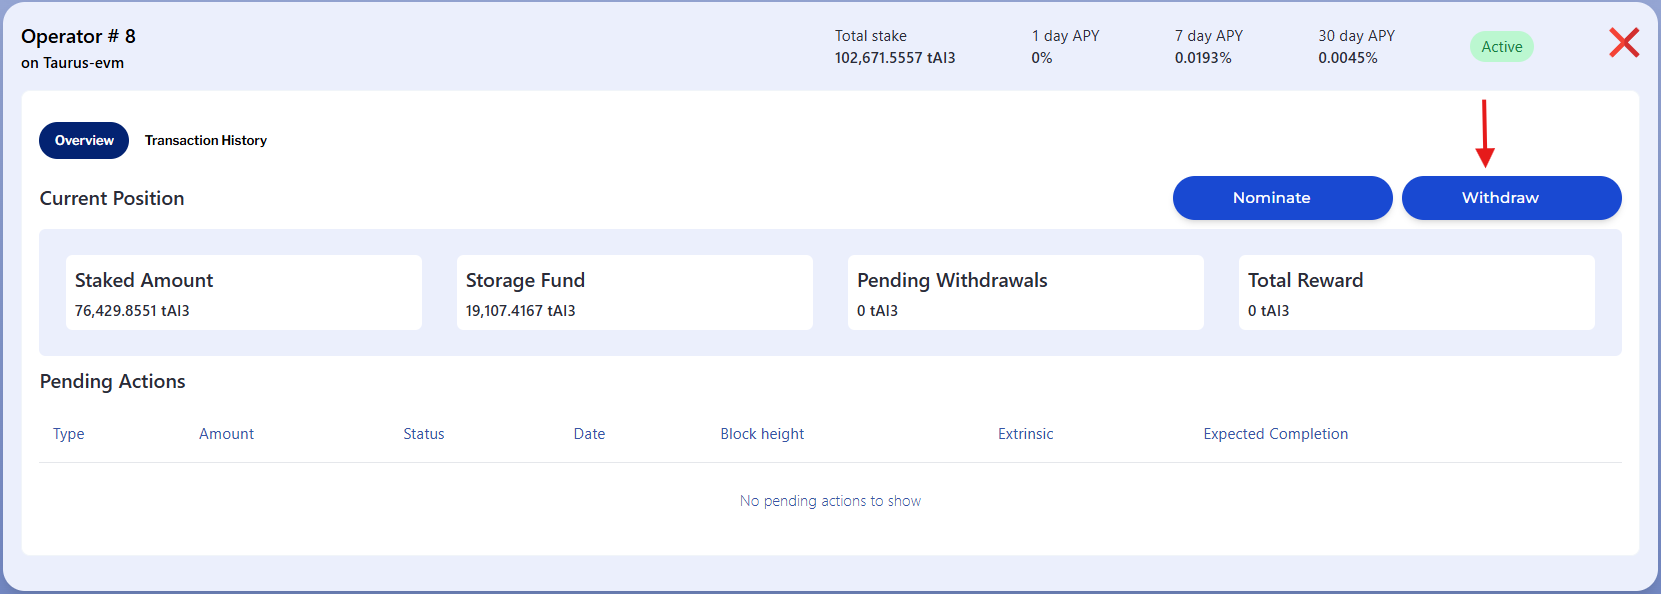 Operator # 8
on Taurus-evm
Total stake
102,671.5557 tAI3
1 day APY
0%
7 day APY
0.0193%
30 day APY
0.0045%
Active
Overview
Transaction History
Current Position
Nominate
Withdraw
Staked Amount
76,429.8551 tAI3
Storage Fund
19,107.4167 tAI3
Pending Withdrawals
0 tAI3
Total Reward
0 tAI3
Pending Actions
Type Amount Status Date Block height Extrinsic Expected Completion
No pending actions to show